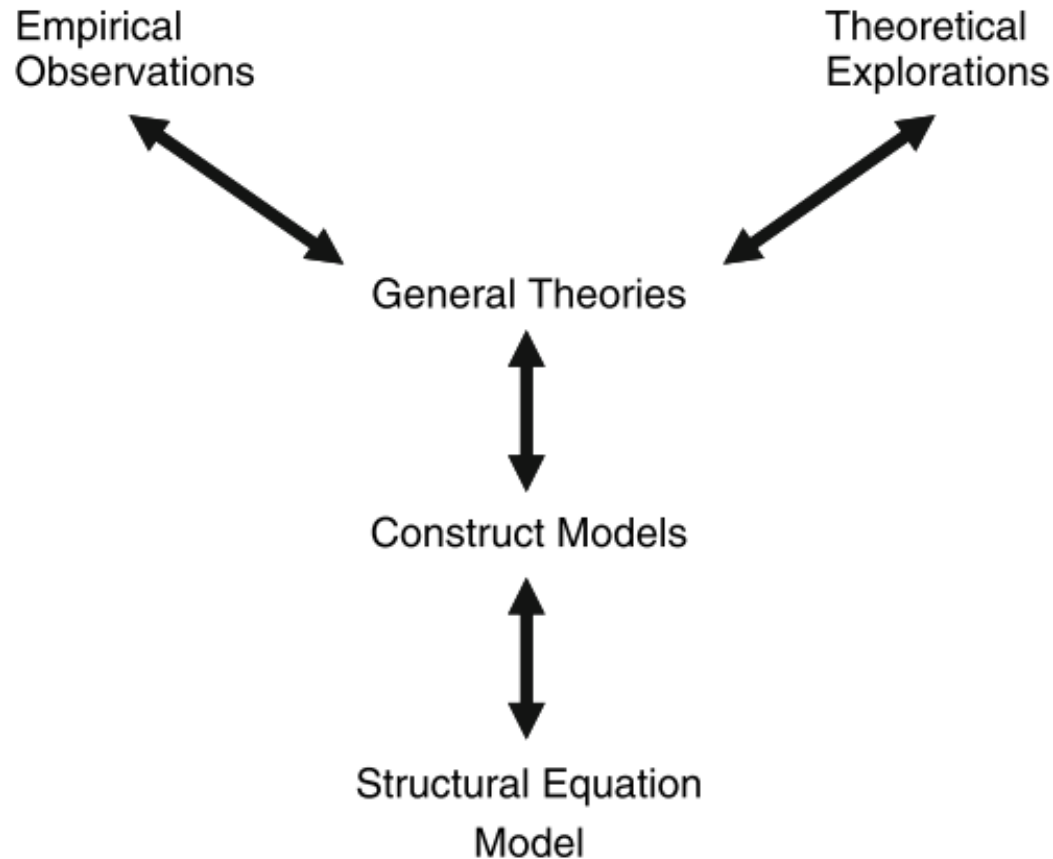 Empirical
Observations
Theoretical
Explorations
General Theories
Construct Models
Structural Equation
Model